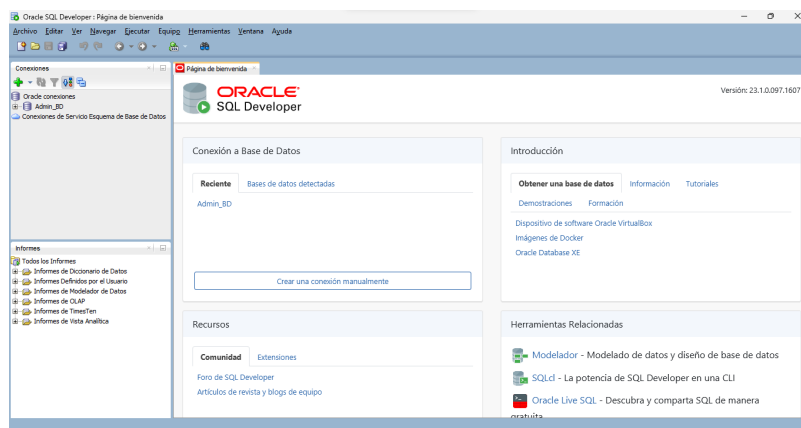 Oracle SQL Developer : Página de bienvenida
Archivo Editar Ver Navegar Ejecutar Equipo Herramientas Ventana Ayuda
Conexiones
Oracle conexiones
Admin_BD
Conexiones de Servicio Esquema de Base de Datos
Informes
Todos los Informes
Informes de Diccionario de Datos
Informes Definidos por el Usuario
Informes de Modelador de Datos
Informes de OLAP
Informes de TimesTen
Informes de Vista Analítica
Página de bienvenida
ORACLE
SQL Developer
Versión: 23.1.0.097.1607
Conexión a Base de Datos
Reciente Bases de datos detectadas
Admin_BD
Crear una conexión manualmente
Introducción
Obtener una base de datos Información Tutoriales
Demostraciones Formación
Dispositivo de software Oracle VirtualBox
Imágenes de Docker
Oracle Database XE
Recursos
Comunidad Extensiones
Foro de SQL Developer
Artículos de revista y blogs de equipo
Herramientas Relacionadas
Modelador - Modelado de datos y diseño de base de datos
SQLcl - La potencia de SQL Developer en una CLI
Oracle Live SQL - Descubra y comparta SQL de manera
gratuita